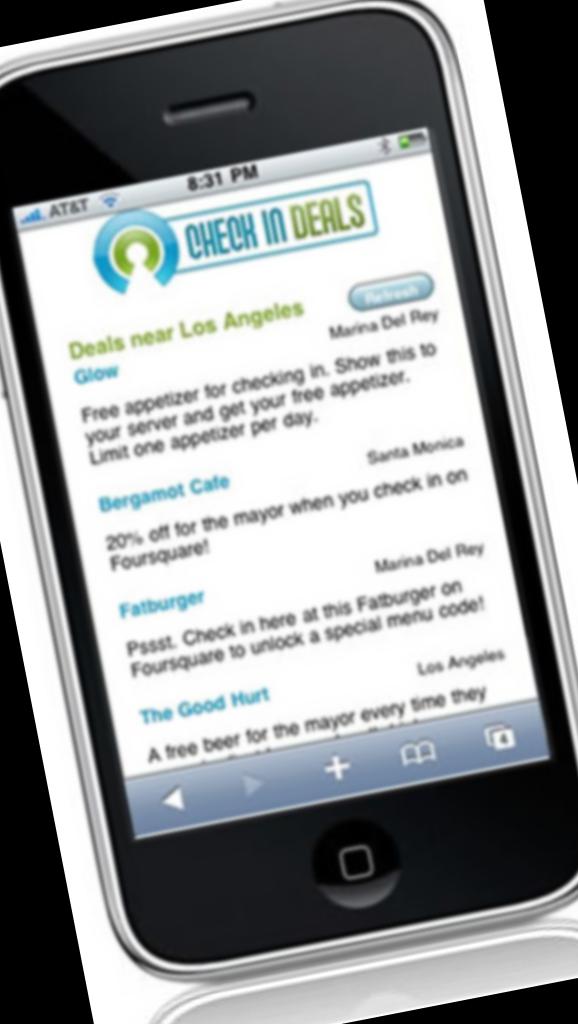 AT&T 8:31 PM
CHECK IN DEALS
Deals near Los Angeles Refresh
Glow Marina Del Rey
Free appetizer for checking in. Show this to
your server and get your free appetizer.
Limit one appetizer per day.
Bergamot Cafe Santa Monica
20% off for the mayor when you check in on
Foursquare!
Fatburger Marina Del Rey
Pssst. Check in here at this Fatburger on
Foursquare to unlock a special menu code!
The Good Hurt Los Angeles
A free beer for the mayor every time they
4